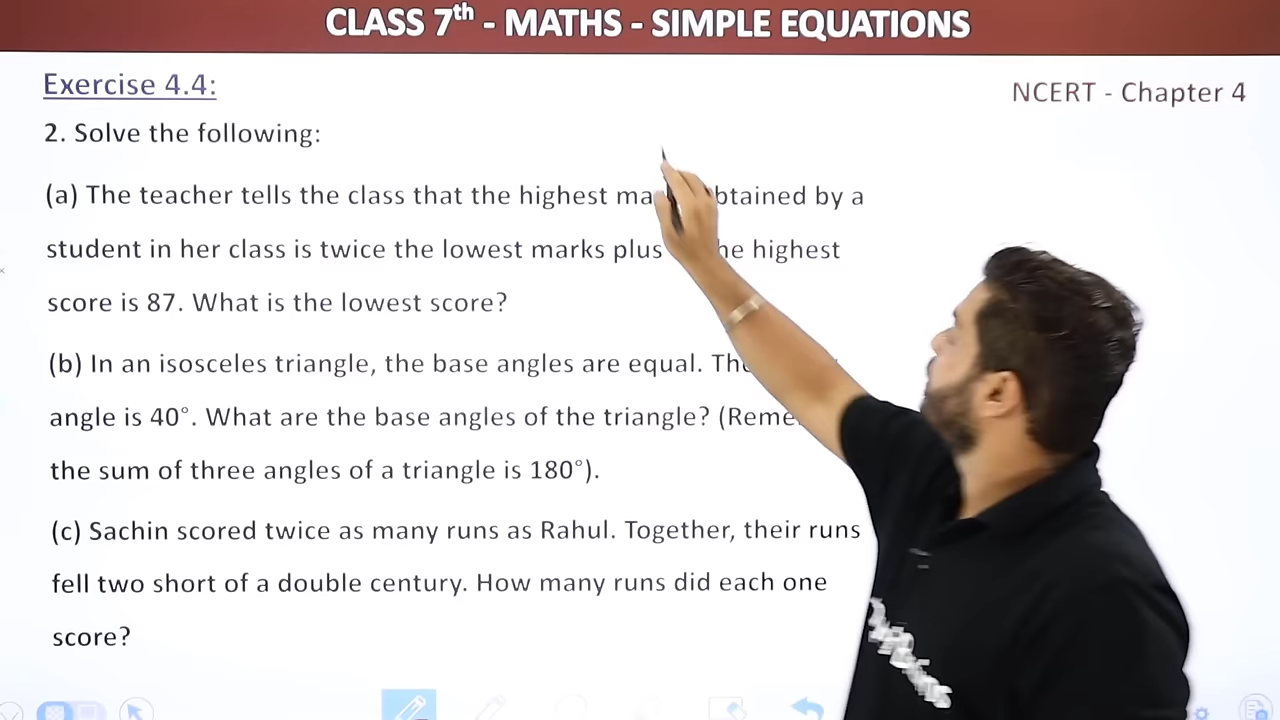 CLASS 7th - MATHS - SIMPLE EQUATIONS
Exercise 4.4:
NCERT - Chapter 4
2. Solve the following:
(a) The teacher tells the class that the highest by a
student in her class is twice the lowest marks plus highest
score is 87. What is the lowest score?
(b) In an isosceles triangle, the base angles are equal.
angle is 40°. What are the base angles of the triangle?
the sum of three angles of a triangle is 180°).
(c) Sachin scored twice as many runs as Rahul. Together, their runs
fell two short of a double century. How many runs did each one
score?